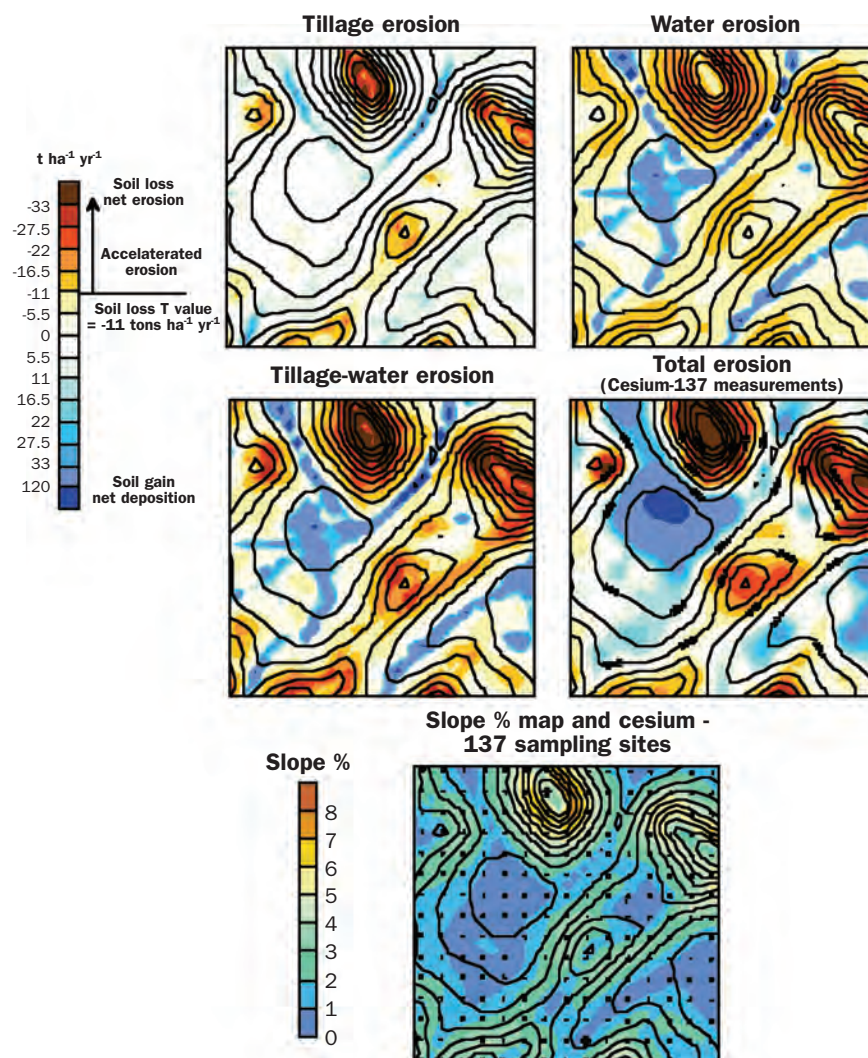 Tillage erosion
Water erosion
t ha-1 yr-1
Soil loss
net erosion
-33
-27.5
-22
-16.5
-11
-5.5
0
5.5
11
16.5
22
27.5
33
120
Accelaterated
erosion
Soil loss T value
= -11 tons ha-1 yr-1
Soil gain
net deposition
Tillage-water erosion
Total erosion
(Cesium-137 measurements)
Slope % map and cesium -
137 sampling sites
Slope %
8
7
6
5
4
3
2
1
0